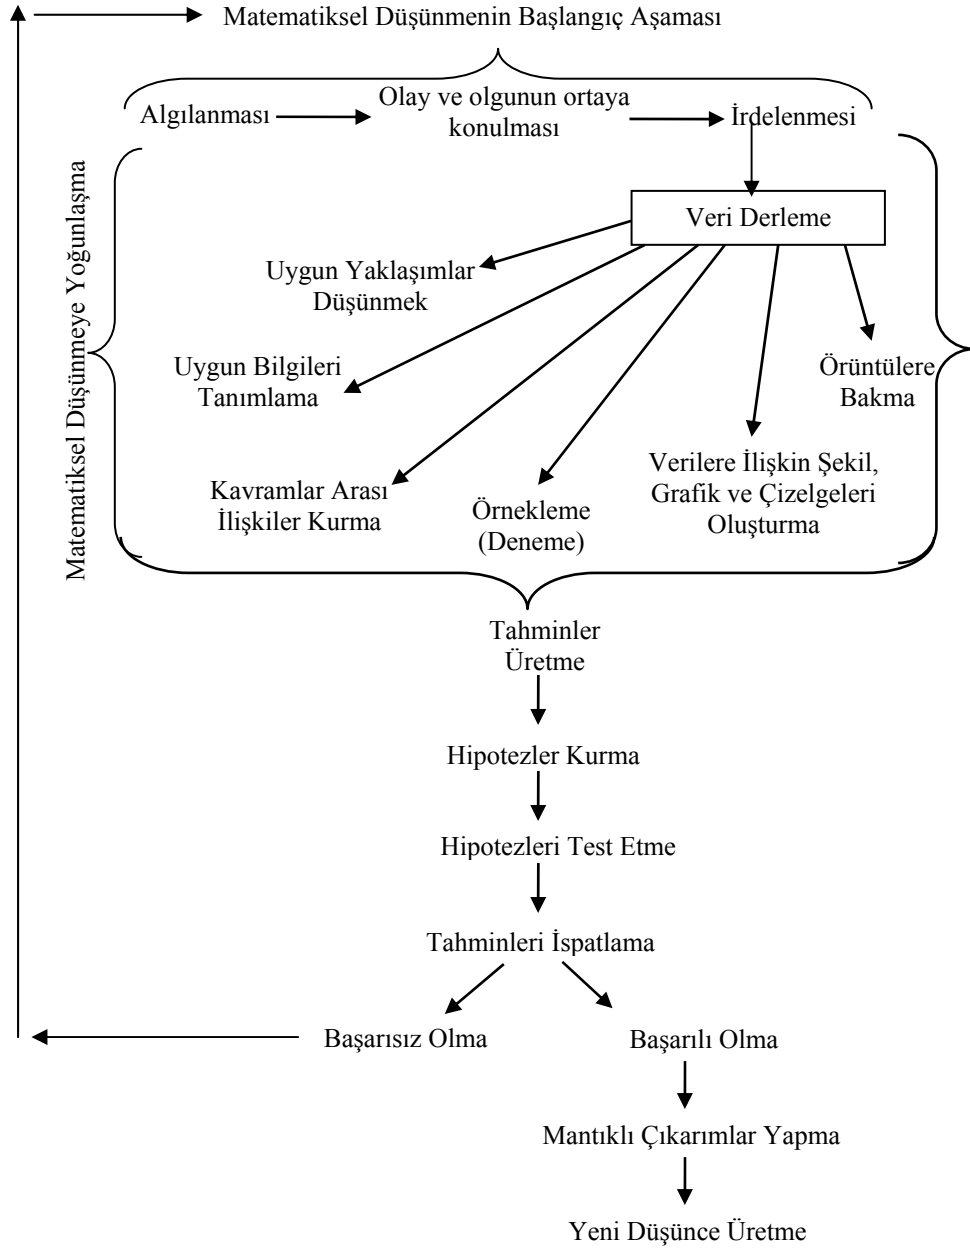 Matematiksel Düşünmenin Başlangıç Aşaması
Algılanması
Olay ve olgunun ortaya
konulması
İrdelenmesi
Matematiksel Düşünmeye Yoğunlaşma
Veri Derleme
Uygun Yaklaşımlar
Düşünmek
Uygun Bilgileri
Tanımlama
Örüntülere
Bakma
Kavramlar Arası
İlişkiler Kurma
Örnekleme
(Deneme)
Verilere İlişkin Şekil,
Grafik ve Çizelgeleri
Oluşturma
Tahminler
Üretme
Hipotezler Kurma
Hipotezleri Test Etme
Tahminleri İspatlama
Başarısız Olma
Başarılı Olma
Mantıklı Çıkarımlar Yapma
Yeni Düşünce Üretme